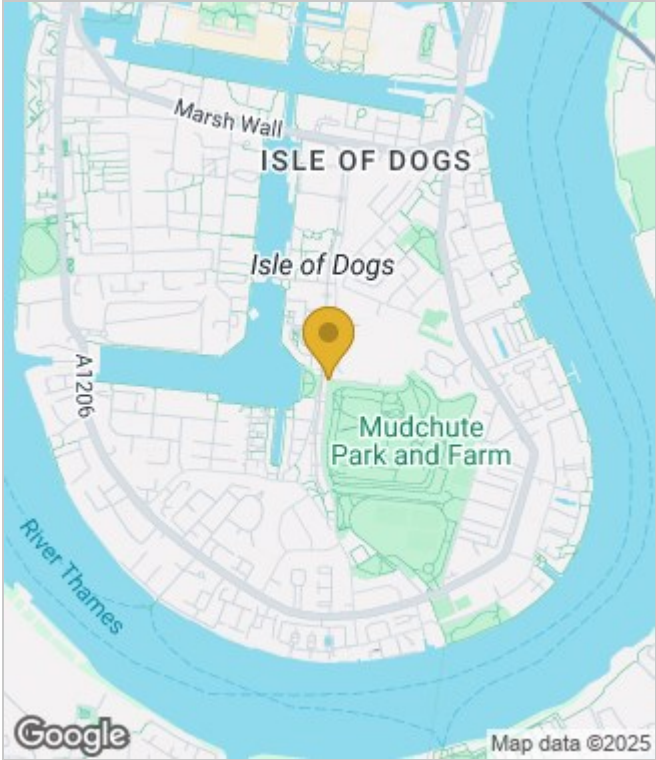 Marsh Wall
ISLE OF DOGS
Isle of Dogs
A1206
Mudchute
Park and Farm
River Thames
Google
Map data ©2025